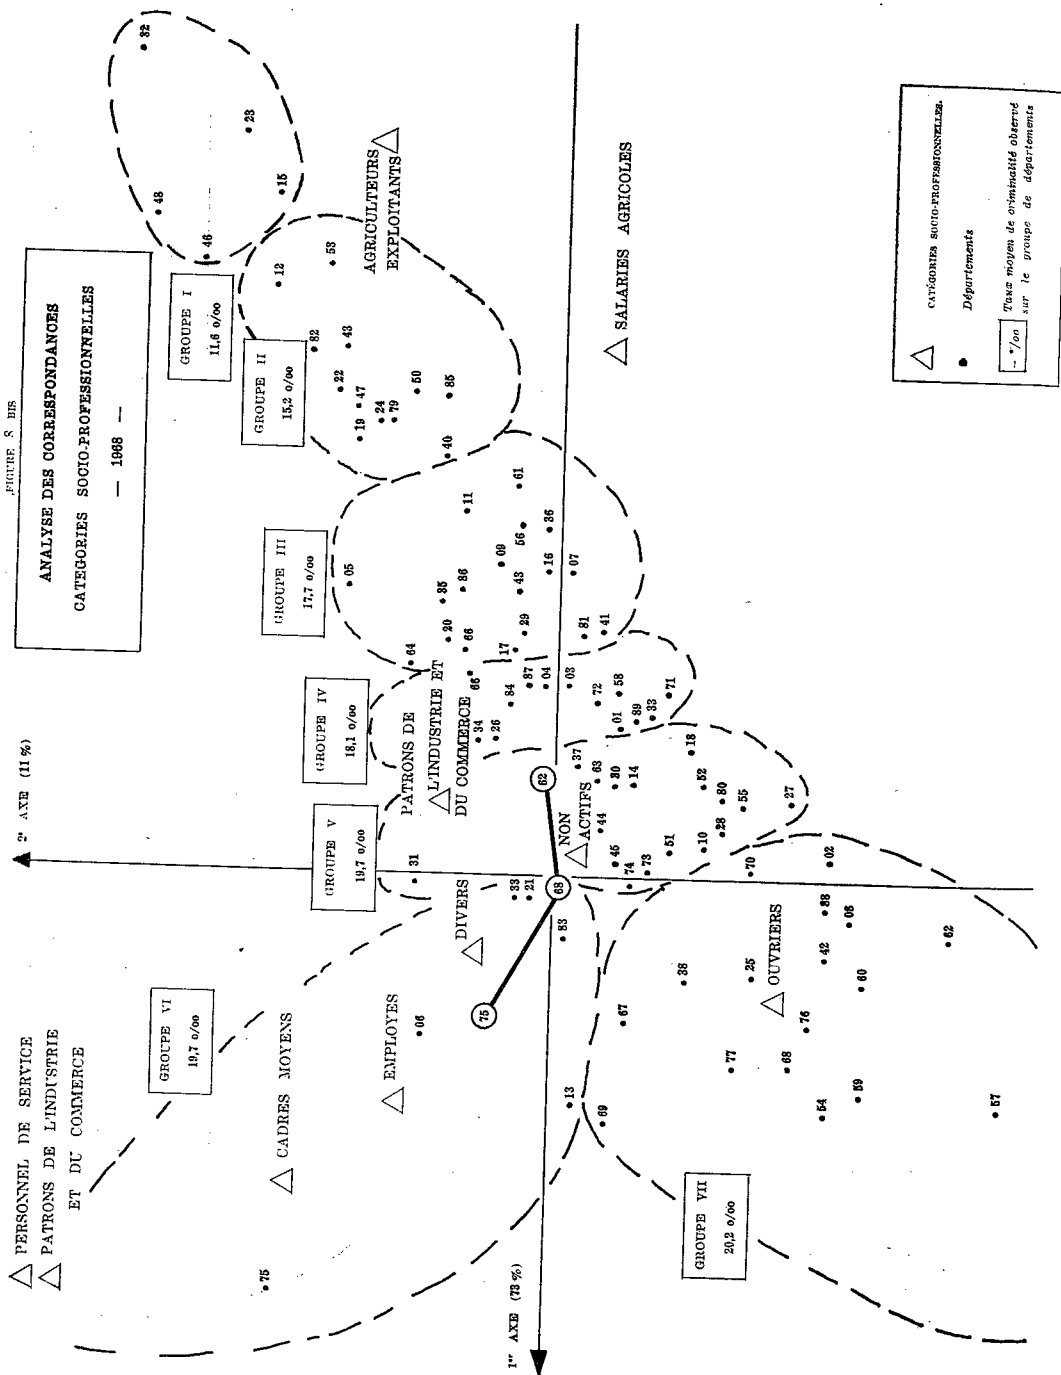 FIGURE 8 BIS
ANALYSE DES CORRESPONDANCES
CATEGORIES SOCIO-PROFESSIONNELLES
— 1968 —
2e AXE (11 %)
1er AXE (73 %)
GROUPE I
11,6 o/oo
GROUPE II
15,2 o/oo
GROUPE III
17,7 o/oo
GROUPE IV
18,1 o/oo
GROUPE V
19,7 o/oo
GROUPE VI
19,7 o/oo
GROUPE VII
20,2 o/oo
PERSONNEL DE SERVICE
PATRONS DE L'INDUSTRIE
ET DU COMMERCE
CADRES MOYENS
EMPLOYES
DIVERS
PATRONS DE
L'INDUSTRIE ET
DU COMMERCE
NON
ACTIFS
OUVRIERS
AGRICULTEURS
EXPLOITANTS
SALARIES AGRICOLES
32
23
48
15
46
12
53
82
43
22
47
50
85
19
24
79
40
61
11
56
36
09
16
07
05
86
43
35
20
29
81
41
66
17
64
66
87
04
03
84
72
58
71
34
26
01
89
33
37
18
62
63
30
14
52
80
55
27
44
28
10
51
45
74
73
70
02
31
33
21
68
83
88
08
62
42
38
25
60
75
06
67
76
77
68
59
54
57
13
69
75
CATÉGORIES SOCIO-PROFESSIONNELLES.
Départements
- °/oo
Taux moyen de criminalité observé
sur le groupe de départements